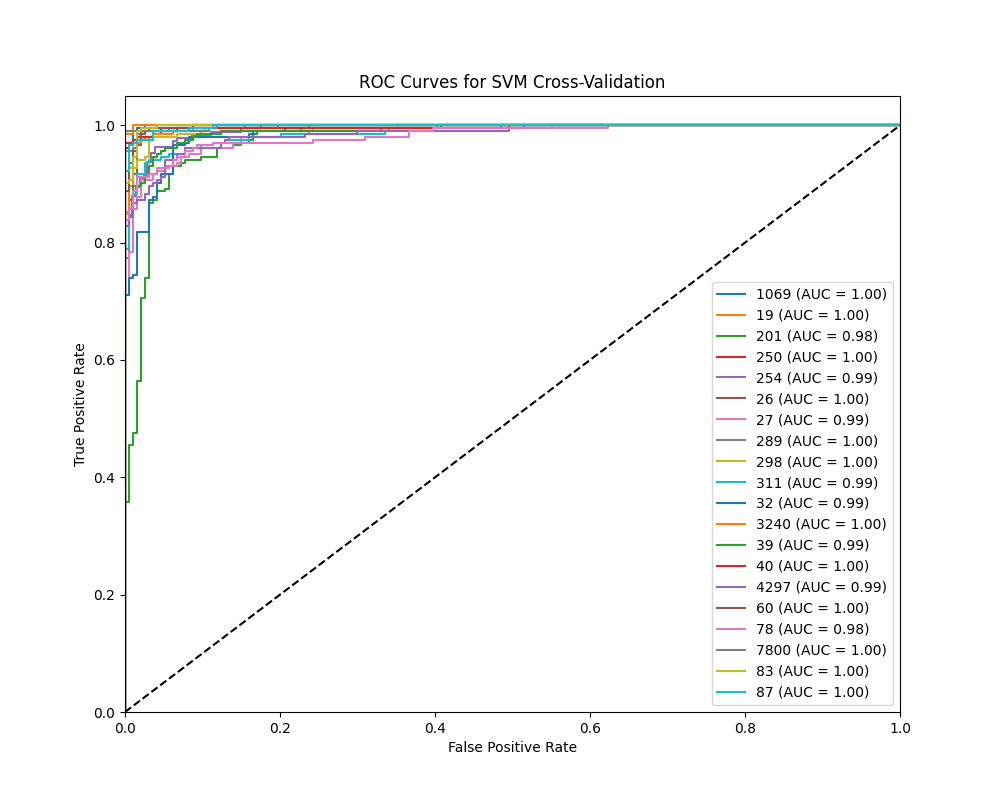 ROC Curves for SVM Cross-Validation
1.0
0.8
0.6
0.4
0.2
0.0
True Positive Rate
1069 (AUC = 1.00)
19 (AUC = 1.00)
201 (AUC = 0.98)
250 (AUC = 1.00)
254 (AUC = 0.99)
26 (AUC = 1.00)
27 (AUC = 0.99)
289 (AUC = 1.00)
298 (AUC = 1.00)
311 (AUC = 0.99)
32 (AUC = 0.99)
3240 (AUC = 1.00)
39 (AUC = 0.99)
40 (AUC = 1.00)
4297 (AUC = 0.99)
60 (AUC = 1.00)
78 (AUC = 0.98)
7800 (AUC = 1.00)
83 (AUC = 1.00)
87 (AUC = 1.00)
0.0 0.2 0.4 0.6 0.8 1.0
False Positive Rate